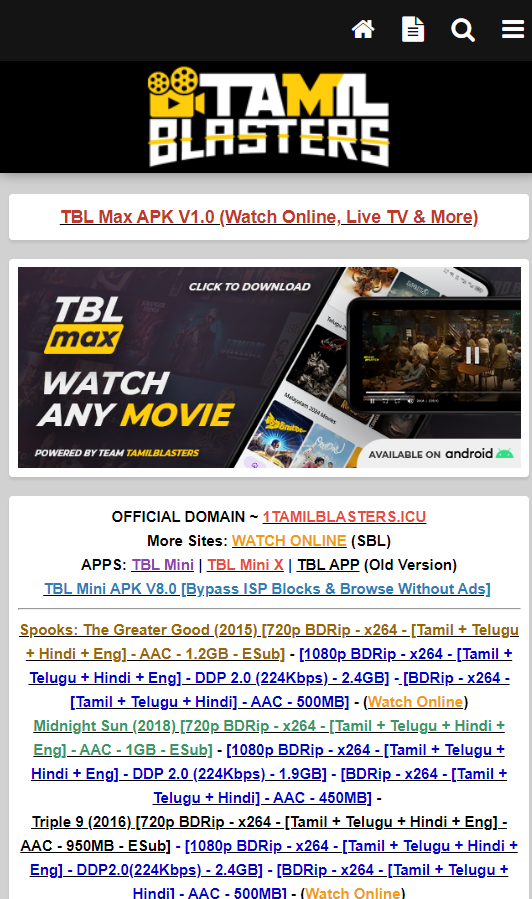 TAMIL
BLASTERS
TBL Max APK V1.0 (Watch Online, Live TV & More)
CLICK TO DOWNLOAD
TBL
max
WATCH
ANY MOVIE
POWERED BY TEAM TAMILBLASTERS
Malayalam 2024 Movies
AVAILABLE ON android
OFFICIAL DOMAIN ~ 1TAMILBLASTERS.ICU
More Sites: WATCH ONLINE (SBL)
APPS: TBL Mini | TBL Mini X | TBL APP (Old Version)
TBL Mini APK V8.0 [Bypass ISP Blocks & Browse Without Ads]
Spooks: The Greater Good (2015) [720p BDRip - x264 - [Tamil + Telugu
+ Hindi + Eng] - AAC - 1.2GB - ESub] - [1080p BDRip - x264 - [Tamil +
Telugu + Hindi + Eng] - DDP 2.0 (224Kbps) - 2.4GB] - [BDRip - x264 -
[Tamil + Telugu + Hindi] - AAC - 500MB] - (Watch Online)
Midnight Sun (2018) [720p BDRip - x264 - [Tamil + Telugu + Hindi +
Eng] - AAC - 1GB - ESub] - [1080p BDRip - x264 - [Tamil + Telugu +
Hindi + Eng] - DDP 2.0 (224Kbps) - 1.9GB] - [BDRip - x264 - [Tamil +
Telugu + Hindi] - AAC - 450MB] -
Triple 9 (2016) [720p BDRip - x264 - [Tamil + Telugu + Hindi + Eng] -
AAC - 950MB - ESub] - [1080p BDRip - x264 - [Tamil + Telugu + Hindi +
Eng] - DDP2.0(224Kbps) - 2.4GB] - [BDRip - x264 - [Tamil + Telugu +
Hindi] - AAC - 500MB] - (Watch Online)